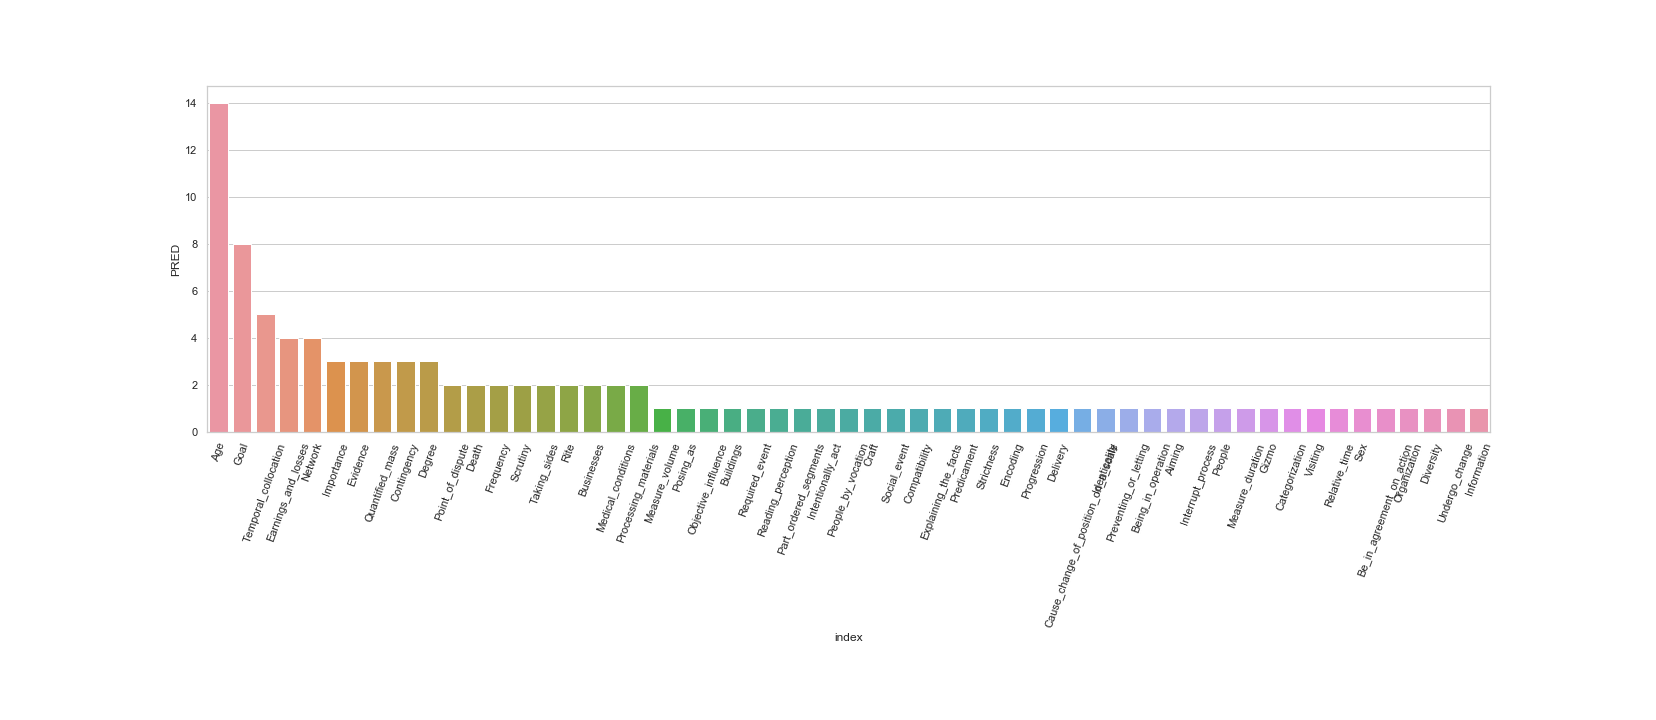 14
12
10
8
6
4
2
0
PRED
Age
Goal
Temporal_collocation
Earnings_and_losses
Network
Importance
Evidence
Quantified_mass
Contingency
Degree
Point_of_dispute
Death
Frequency
Scrutiny
Taking_sides
Rite
Businesses
Medical_conditions
Processing_materials
Measure_volume
Posing_as
Objective_influence
Buildings
Required_event
Reading_perception
Part_ordered_segments
Intentionally_act
People_by_vocation
Craft
Social_event
Compatibility
Explaining_the_facts
Predicament
Strictness
Encoding
Progression
Delivery
Cause_change_of_position_on_a_scale
Identicality
Preventing_or_letting
Being_in_operation
Aiming
Interrupt_process
People
Measure_duration
Gizmo
Categorization
Visiting
Relative_time
Sex
Be_in_agreement_on_action
Organization
Diversity
Undergo_change
Information
index